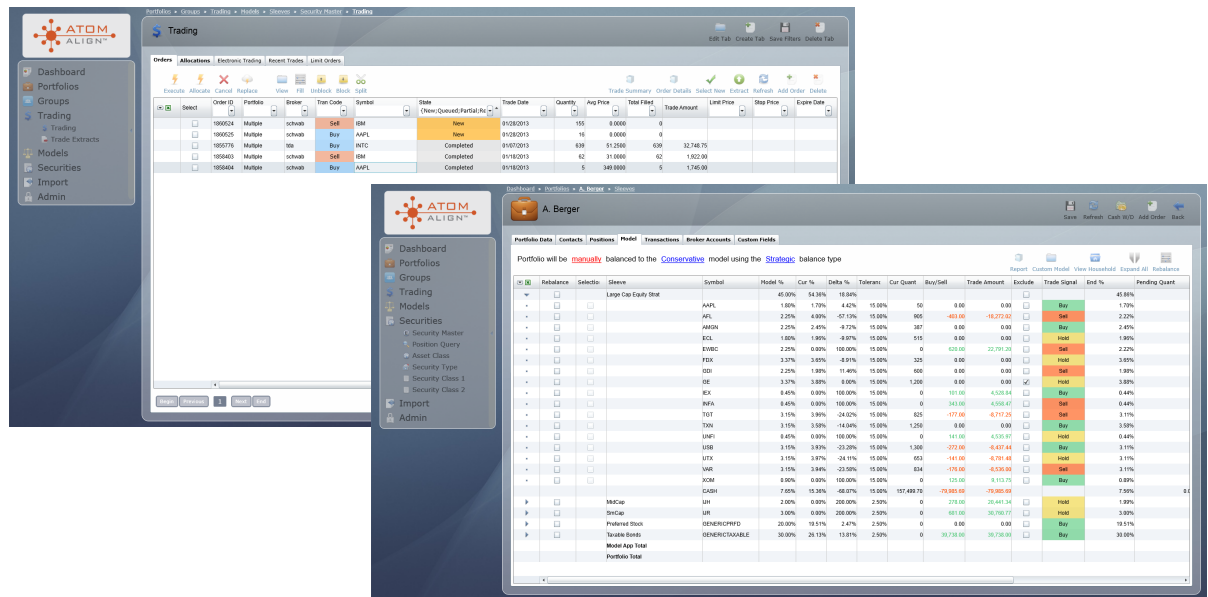 Portfolios • Groups • Trading • Models • Sleeves • Security Master • Trading
ATOM
ALIGN™
Trading
Edit Tab Create Tab Save Filters Delete Tab
Dashboard
Portfolios
Groups
Trading
Trading
Trade Extracts
Models
Securities
Import
Admin
Orders Allocations Electronic Trading Recent Trades Limit Orders
Execute Allocate Cancel Replace View Fill Unblock Block Split Trade Summary Order Details Select New Extract Refresh Add Order Delete
Select Order ID Portfolio Broker Tran Code Symbol State Trade Date Quantity Avg Price Total Filled Trade Amount Limit Price Stop Price Expire Date
(New;Queued;Partial;Re
1860524 Multiple schwab Sell IBM New 01/28/2013 155 0.0000 0
1860525 Multiple schwab Buy AAPL New 01/28/2013 16 0.0000 0
1855776 Multiple tda Buy INTC Completed 01/07/2013 639 51.2500 639 32,748.75
1858403 Multiple schwab Sell IBM Completed 01/18/2013 62 31.0000 62 1,922.00
1858404 Multiple schwab Buy AAPL Completed 01/18/2013 5 349.0000 5 1,745.00
Begin Previous 1 Next End
Dashboard • Portfolios • A. Berger • Sleeves
ATOM
ALIGN™
A. Berger
Save Refresh Cash W/D Add Order Back
Dashboard
Portfolios
Groups
Trading
Models
Securities
Security Master
Position Query
Asset Class
Security Type
Security Class 1
Security Class 2
Import
Admin
Portfolio Data Contacts Positions Model Transactions Broker Accounts Custom Fields
Portfolio will be manually balanced to the Conservative model using the Strategic balance type
Report Custom Model View Household Expand All Rebalance
Rebalance Selectio Sleeve Symbol Model % Cur % Delta % Toleranc Cur Quant Buy/Sell Trade Amount Exclude Trade Signal End % Pending Quant
Large Cap Equity Strat 45.00% 54.36% 18.84% 45.86%
AAPL 1.80% 1.70% 4.42% 15.00% 50 0.00 0.00 Buy 1.70%
AFL 2.25% 4.00% -57.13% 15.00% 905 -403.00 -18,272.02 Sell 2.22%
AMGN 2.25% 2.45% -9.72% 15.00% 387 0.00 0.00 Buy 2.45%
ECL 1.80% 1.96% -9.97% 15.00% 515 0.00 0.00 Hold 1.96%
EWBC 2.25% 0.00% 100.00% 15.00% 0 820.00 22,791.20 Sell 2.22%
FDX 3.37% 3.65% -8.91% 15.00% 325 0.00 0.00 Hold 3.65%
GDI 2.25% 1.98% 11.46% 15.00% 600 0.00 0.00 Sell 1.98%
GE 3.37% 3.88% 0.00% 15.00% 1,200 0.00 0.00 Hold 3.88%
IEX 0.45% 0.00% 100.00% 15.00% 0 101.00 4,528.84 Buy 0.44%
INFA 0.45% 0.00% 100.00% 15.00% 0 343.00 4,558.47 Sell 0.44%
TGT 3.15% 3.96% -24.02% 15.00% 825 -177.00 -8,717.25 Sell 3.11%
TXN 3.15% 3.58% -14.04% 15.00% 1,250 0.00 0.00 Buy 3.58%
UNFI 0.45% 0.00% 100.00% 15.00% 0 141.00 4,535.97 Hold 0.44%
USB 3.15% 3.93% -23.28% 15.00% 1,300 -272.00 -8,437.44 Buy 3.11%
UTX 3.15% 3.97% -24.11% 15.00% 653 -141.00 -8,781.48 Hold 3.11%
VAR 3.15% 3.94% -23.58% 15.00% 834 -176.00 -8,536.00 Sell 3.11%
XOM 0.90% 0.00% 100.00% 15.00% 0 125.00 9,113.75 Buy 0.89%
CASH 7.65% 15.36% -68.07% 15.00% 157,499.70 -79,985.69 -79,985.69 7.56% 0.0
MidCap IJH 2.00% 0.00% 200.00% 2.50% 0 278.00 20,441.34 Hold 1.99%
SmCap IJR 3.00% 0.00% 200.00% 2.50% 0 601.00 30,760.77 Hold 3.00%
Preferred Stock GENERICPRFD 20.00% 19.51% 2.47% 2.50% 0 0.00 0.00 Buy 19.51%
Taxable Bonds GENERICTAXABLE 30.00% 26.13% 13.81% 2.50% 0 39,738.00 39,738.00 Buy 30.00%
Model App Total
Portfolio Total